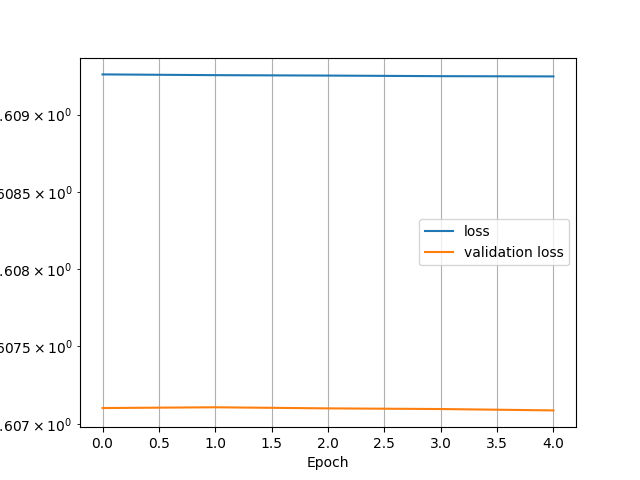 .609 × 10⁰
6085 × 10⁰
.608 × 10⁰
6075 × 10⁰
.607 × 10⁰
loss
validation loss
0.0 0.5 1.0 1.5 2.0 2.5 3.0 3.5 4.0
Epoch